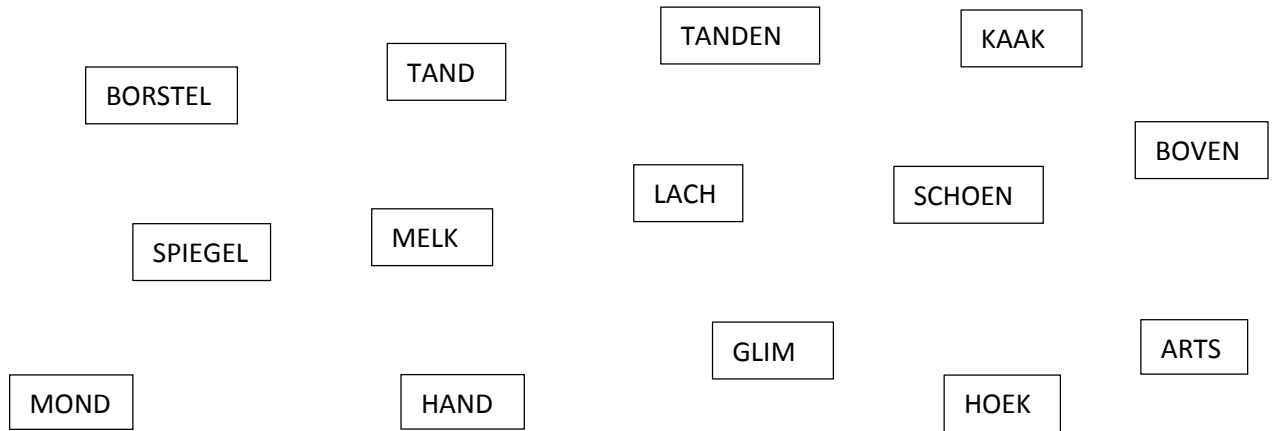 TANDEN
KAAK
TAND
BORSTEL
BOVEN
LACH
SCHOEN
MELK
SPIEGEL
GLIM
ARTS
MOND
HAND
HOEK